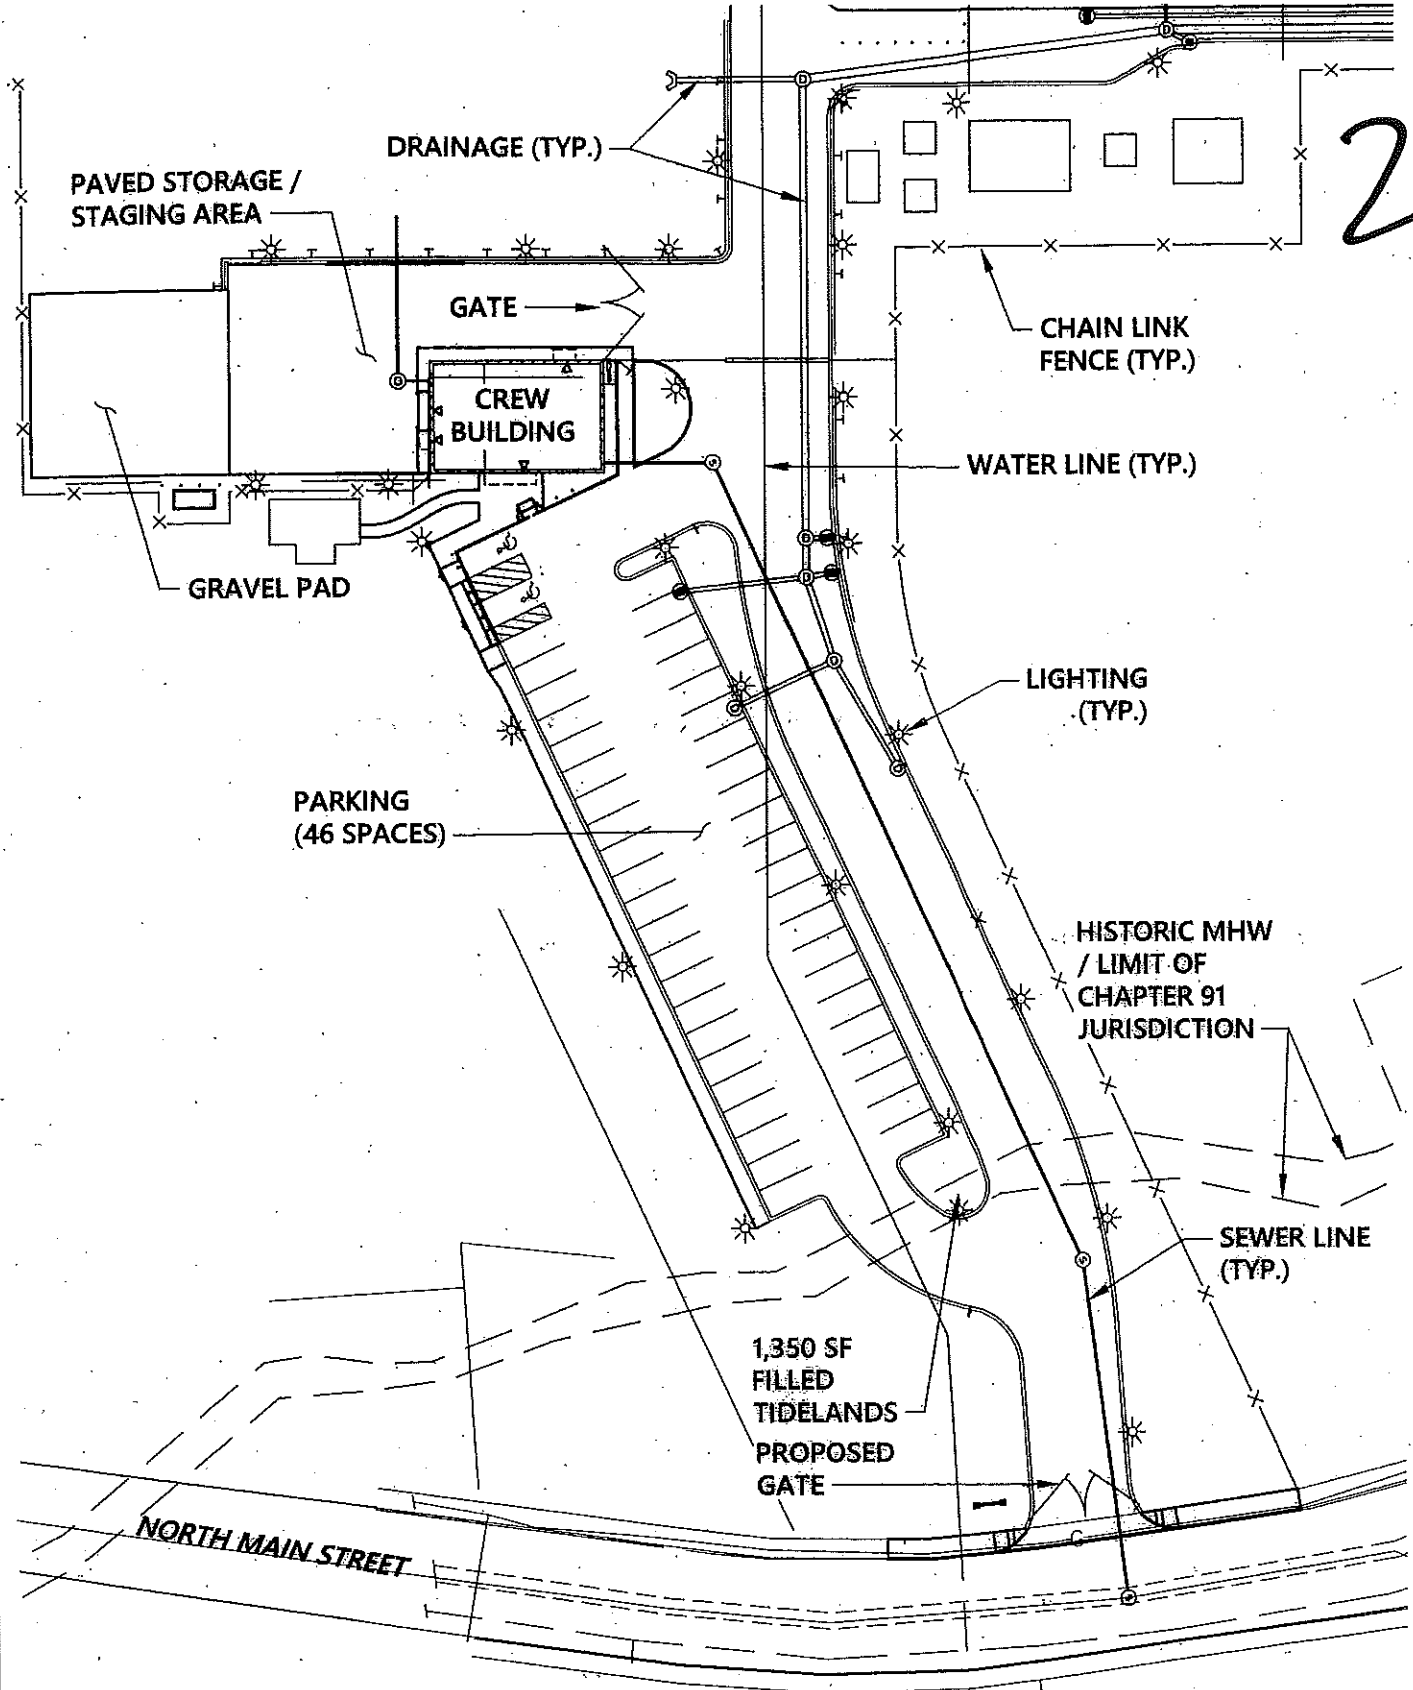 DRAINAGE (TYP.)
2
PAVED STORAGE /
STAGING AREA
GATE
CHAIN LINK
FENCE (TYP.)
CREW
BUILDING
WATER LINE (TYP.)
GRAVEL PAD
LIGHTING
(TYP.)
PARKING
(46 SPACES)
HISTORIC MHW
/ LIMIT OF
CHAPTER 91
JURISDICTION
SEWER LINE
(TYP.)
1,350 SF
FILLED
TIDELANDS
PROPOSED
GATE
NORTH MAIN STREET
D
D
D
D
D
D
S
S
S
G